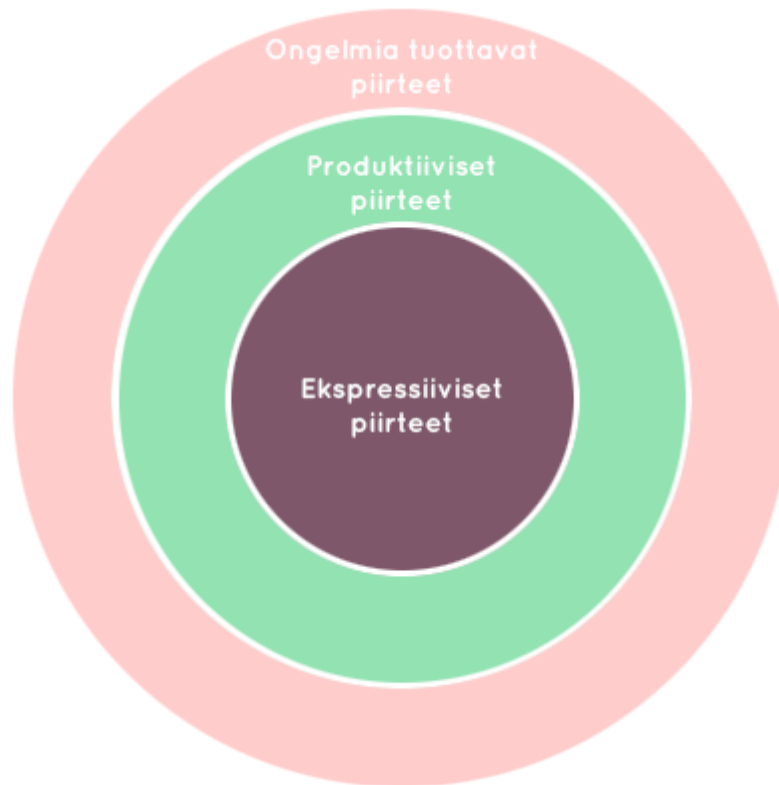 Ongelmia tuottavat
piirteet
Produktiiviset
piirteet
Ekspressiiviset
piirteet